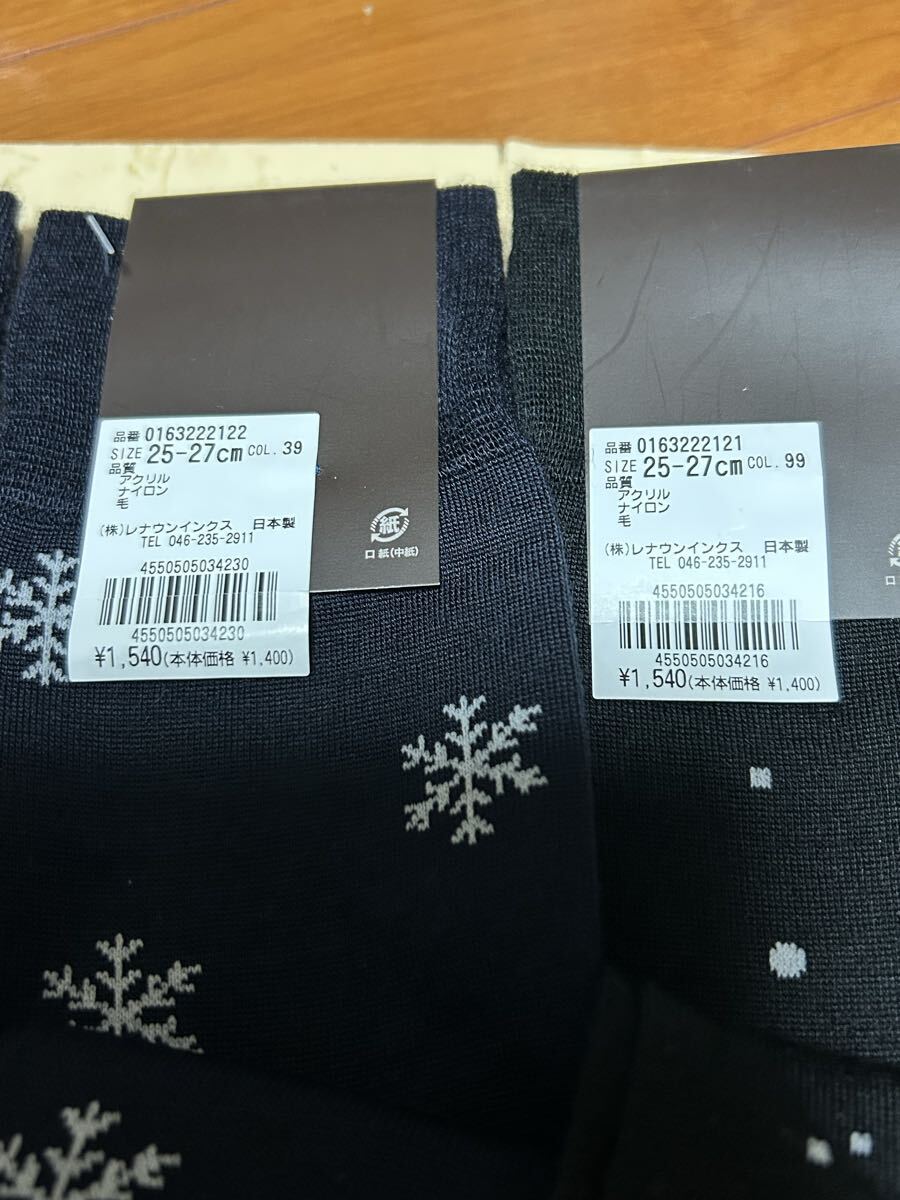 品番 0163222122
SIZE 25-27cm COL. 39
品質
アクリル
ナイロン
毛
(株)レナウンインクス 日本製
TEL 046-235-2911
4550505034230
4550505034230
¥1,540(本体価格 ¥1,400)
紙
口 紙(中紙)
品番 0163222121
SIZE 25-27cm COL. 99
品質
アクリル
ナイロン
毛
(株)レナウンインクス 日本製
TEL 046-235-2911
4550505034216
4550505034216
¥1,540(本体価格 ¥1,400)
口